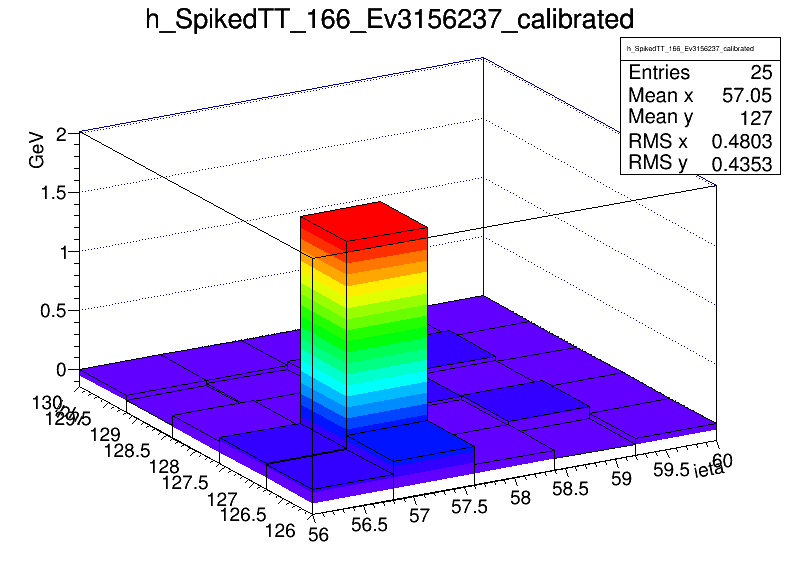 h_SpikedTT_166_Ev3156237_calibrated
h_SpikedTT_166_Ev3156237_calibrated
Entries 25
Mean x 57.05
Mean y 127
RMS x 0.4803
RMS y 0.4353
GeV
2
1.5
1
0.5
0
130
129.5
129
128.5
128
127.5
127
126.5
126
iphi
56
56.5
57
57.5
58
58.5
59
59.5
60
ieta